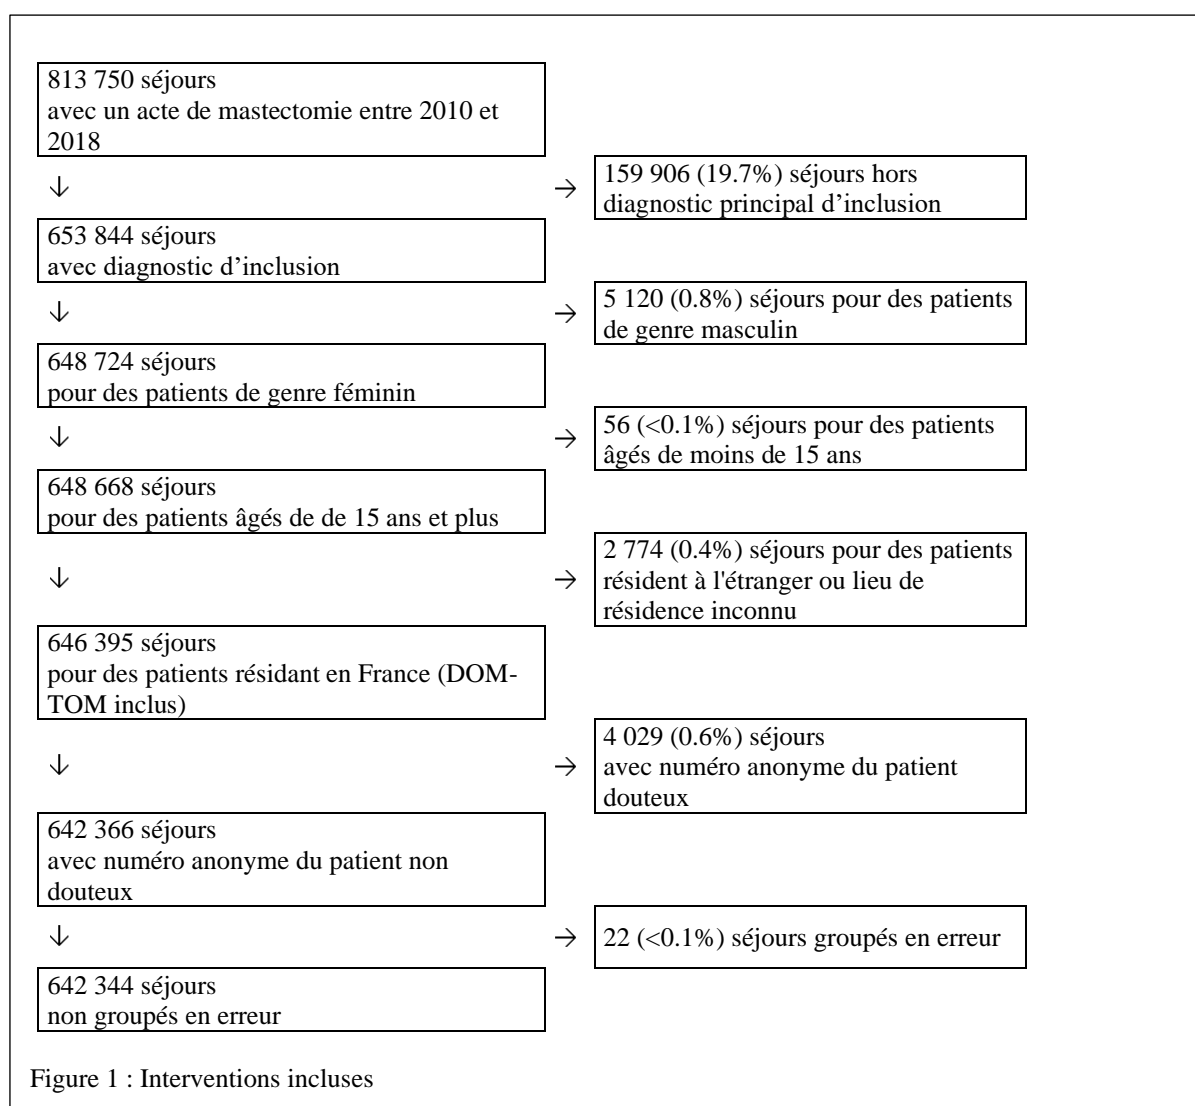 813 750 séjours
avec un acte de mastectomie entre 2010 et
2018
↓
→
159 906 (19.7%) séjours hors
diagnostic principal d’inclusion
653 844 séjours
avec diagnostic d’inclusion
↓
→
5 120 (0.8%) séjours pour des patients
de genre masculin
648 724 séjours
pour des patients de genre féminin
↓
→
56 (<0.1%) séjours pour des patients
âgés de moins de 15 ans
648 668 séjours
pour des patients âgés de de 15 ans et plus
↓
→
2 774 (0.4%) séjours pour des patients
résident à l'étranger ou lieu de
résidence inconnu
646 395 séjours
pour des patients résidant en France (DOM-
TOM inclus)
↓
→
4 029 (0.6%) séjours
avec numéro anonyme du patient
douteux
642 366 séjours
avec numéro anonyme du patient non
douteux
↓
→
22 (<0.1%) séjours groupés en erreur
642 344 séjours
non groupés en erreur
Figure 1 : Interventions incluses